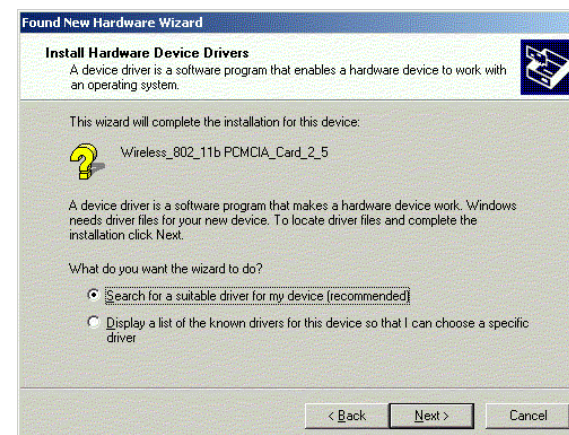 Found New Hardware Wizard
Install Hardware Device Drivers
A device driver is a software program that enables a hardware device to work with
an operating system.
This wizard will complete the installation for this device:
Wireless_802_11b PCMCIA_Card_2_5
A device driver is a software program that makes a hardware device work. Windows
needs driver files for your new device. To locate driver files and complete the
installation click Next.
What do you want the wizard to do?
Search for a suitable driver for my device (recommended)
Display a list of the known drivers for this device so that I can choose a specific
driver
< Back
Next >
Cancel